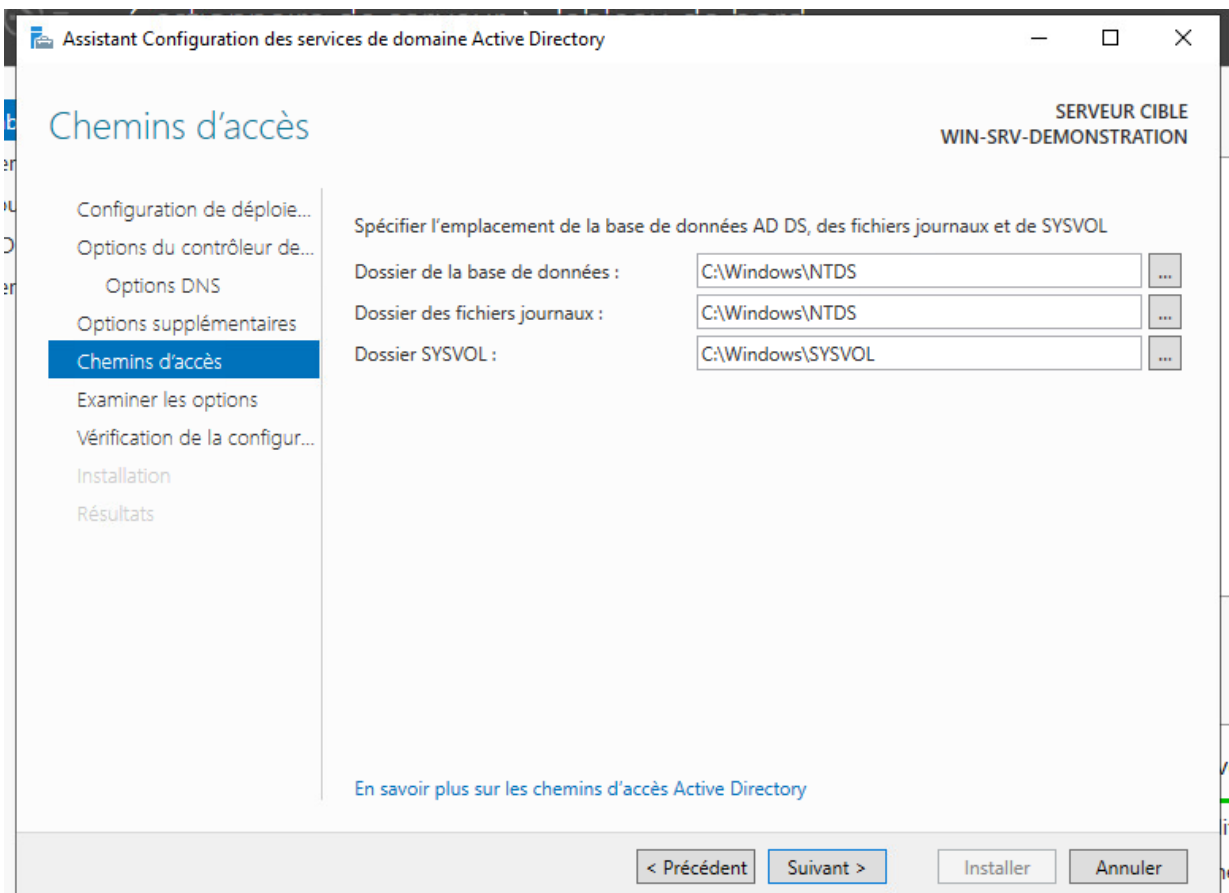 Assistant Configuration des services de domaine Active Directory
Chemins d'accès
SERVEUR CIBLE
WIN-SRV-DEMONSTRATION
Configuration de déploie...
Options du contrôleur de...
Options DNS
Options supplémentaires
Chemins d'accès
Examiner les options
Vérification de la configur...
Installation
Résultats
Spécifier l'emplacement de la base de données AD DS, des fichiers journaux et de SYSVOL
Dossier de la base de données : C:\Windows\NTDS ...
Dossier des fichiers journaux : C:\Windows\NTDS ...
Dossier SYSVOL : C:\Windows\SYSVOL ...
En savoir plus sur les chemins d'accès Active Directory
< Précédent Suivant > Installer Annuler